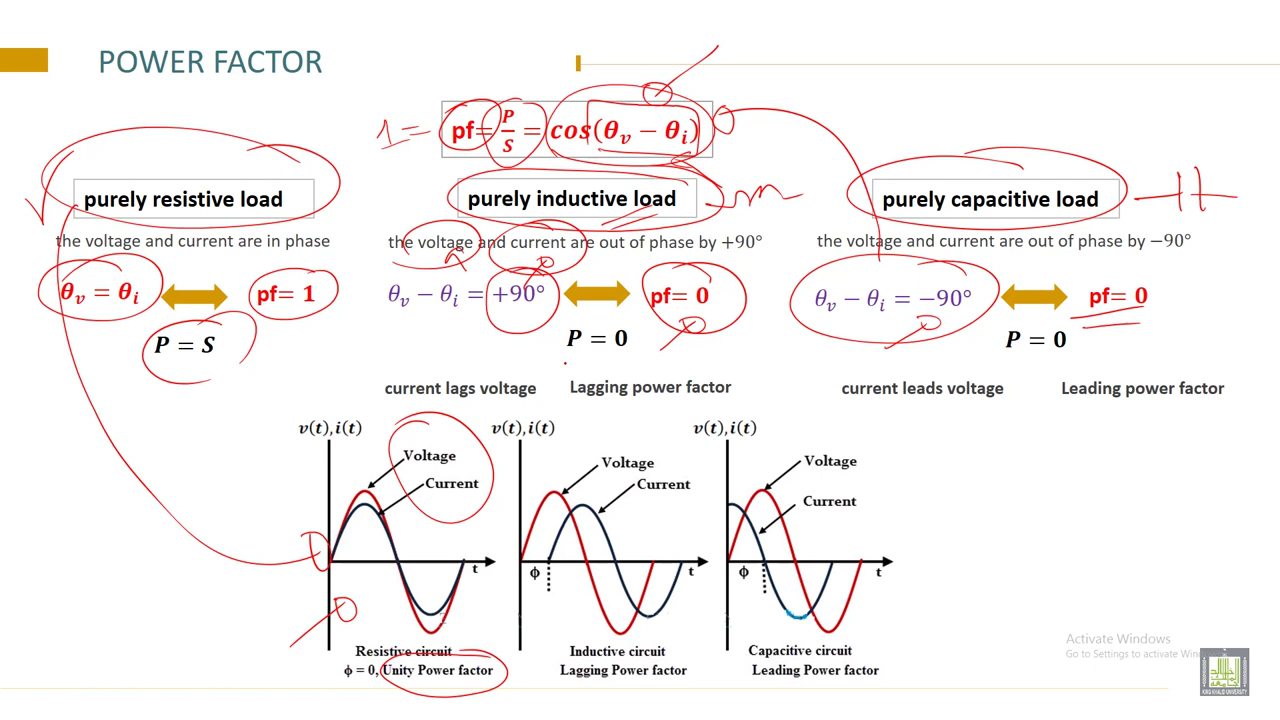 POWER FACTOR
1 = pf = P/S = cos(θv − θi)
purely resistive load
the voltage and current are in phase
θv = θi
pf= 1
P = S
purely inductive load
the voltage and current are out of phase by +90°
θv − θi = +90°
pf= 0
P = 0
current lags voltage
Lagging power factor
purely capacitive load
the voltage and current are out of phase by −90°
θv − θi = −90°
pf= 0
P = 0
current leads voltage
Leading power factor
v(t), i(t)
Voltage
Current
t
Resistive circuit
ϕ = 0, Unity Power factor
v(t), i(t)
Voltage
Current
ϕ
t
Inductive circuit
Lagging Power factor
v(t), i(t)
Voltage
Current
ϕ
t
Capacitive circuit
Leading Power factor
Activate Windows
Go to Settings to activate Win
KING KHALID UNIVERSITY